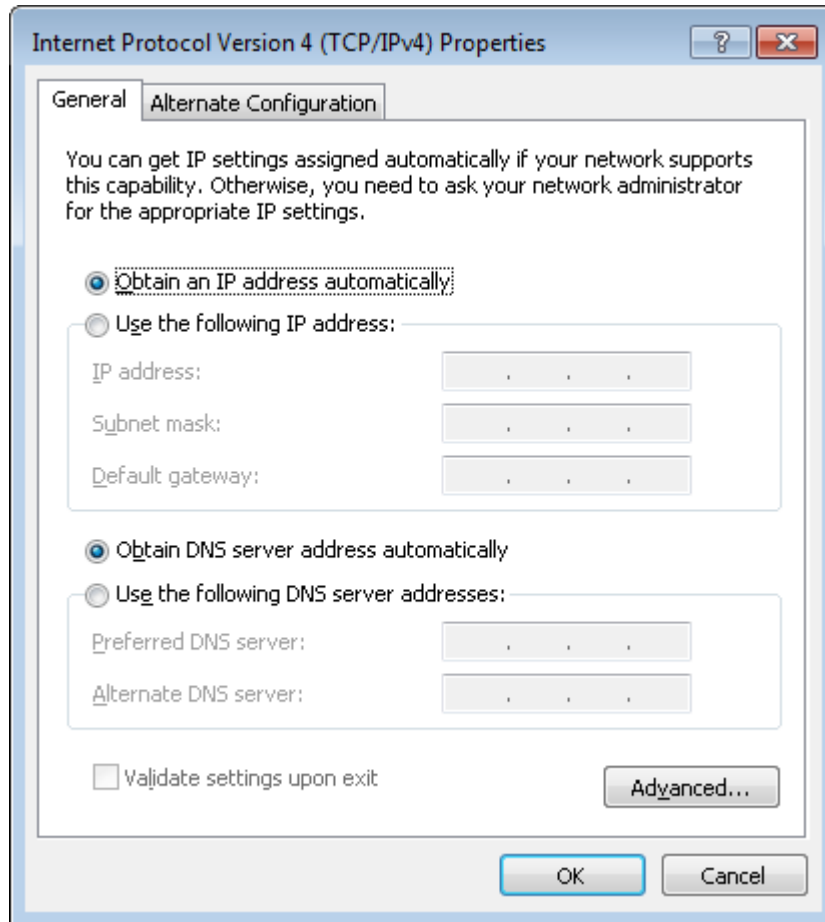 Internet Protocol Version 4 (TCP/IPv4) Properties
General
Alternate Configuration
You can get IP settings assigned automatically if your network supports
this capability. Otherwise, you need to ask your network administrator
for the appropriate IP settings.
Obtain an IP address automatically
Use the following IP address:
IP address:
Subnet mask:
Default gateway:
Obtain DNS server address automatically
Use the following DNS server addresses:
Preferred DNS server:
Alternate DNS server:
Validate settings upon exit
Advanced...
OK
Cancel